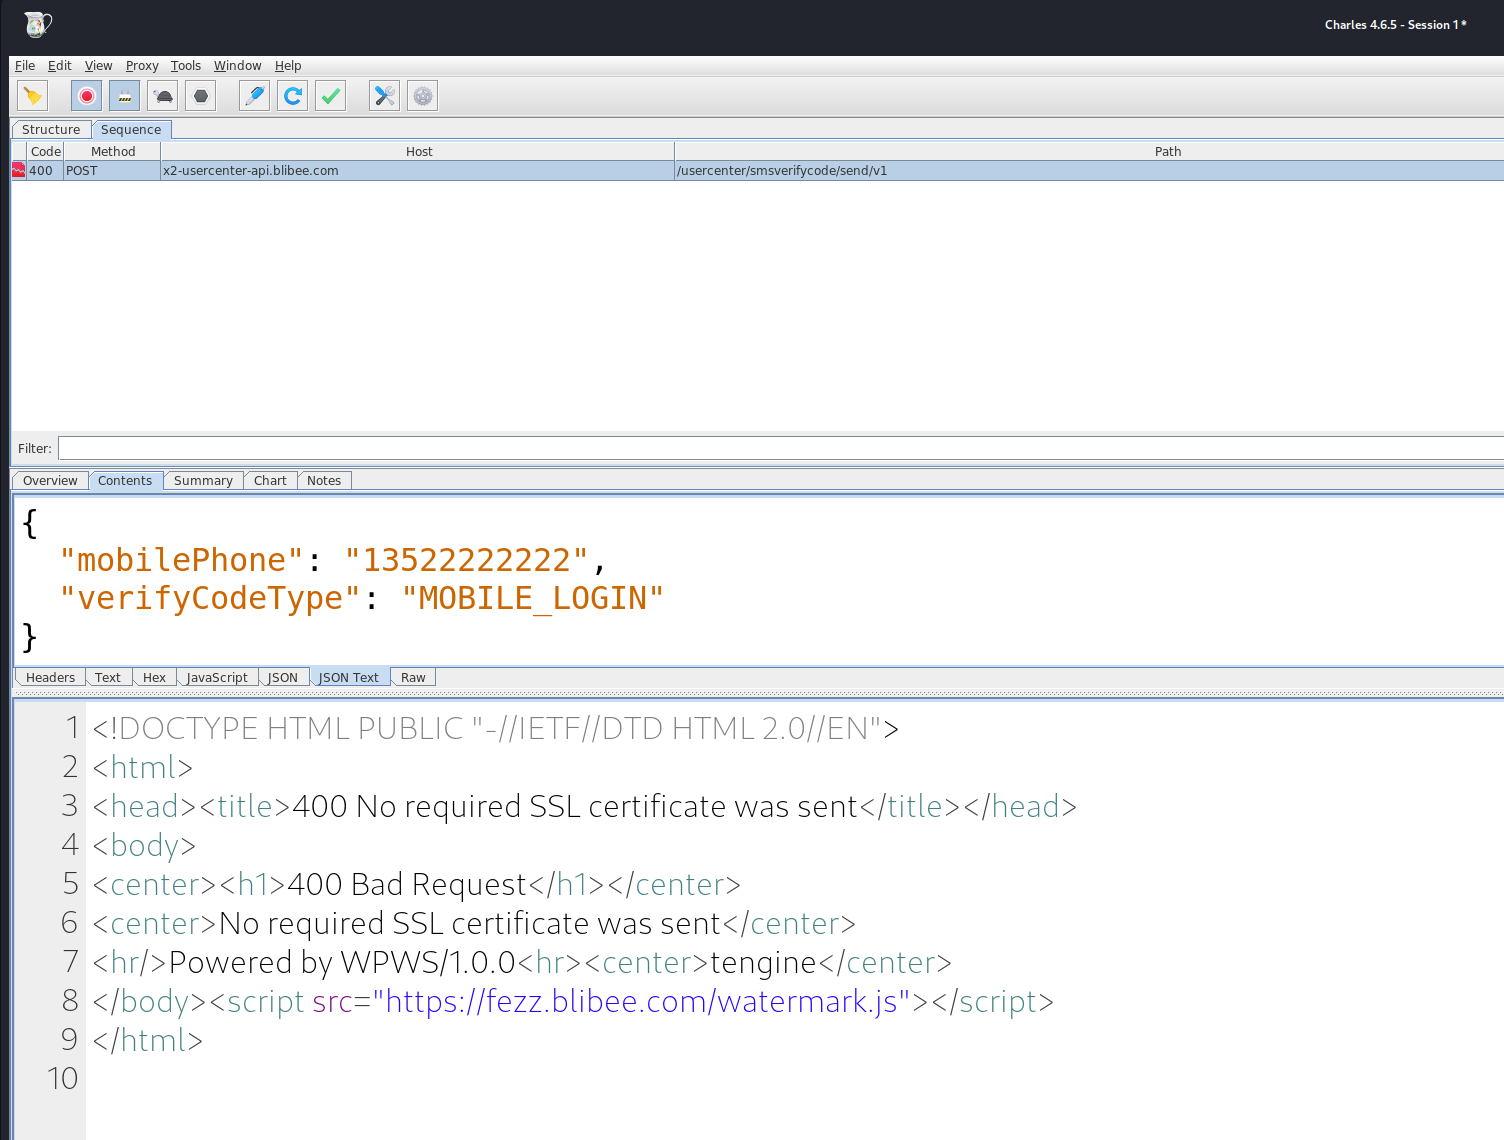 Charles 4.6.5 - Session 1 *
File Edit View Proxy Tools Window Help
Structure Sequence
Code Method Host Path
400 POST x2-usercenter-api.blibee.com /usercenter/smsverifycode/send/v1
Filter:
Overview Contents Summary Chart Notes
{
"mobilePhone": "13522222222",
"verifyCodeType": "MOBILE_LOGIN"
}
Headers Text Hex JavaScript JSON JSON Text Raw
1 <!DOCTYPE HTML PUBLIC "-//IETF//DTD HTML 2.0//EN">
2 <html>
3 <head><title>400 No required SSL certificate was sent</title></head>
4 <body>
5 <center><h1>400 Bad Request</h1></center>
6 <center>No required SSL certificate was sent</center>
7 <hr/>Powered by WPWS/1.0.0<hr><center>tengine</center>
8 </body><script src="https://fezz.blibee.com/watermark.js"></script>
9 </html>
10